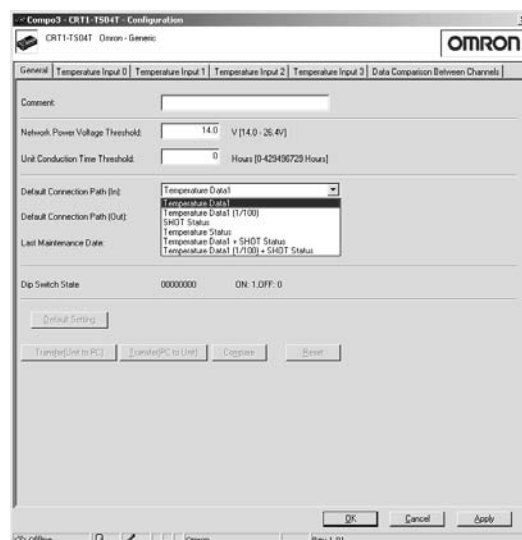 Compo3 - CRT1-TS04T - Configuration
CRT1-TS04T Omron - Generic
OMRON
General Temperature Input 0 Temperature Input 1 Temperature Input 2 Temperature Input 3 Data Comparison Between Channels
Comment:
Network Power Voltage Threshold: 14.0 V [14.0 - 26.4V]
Unit Conduction Time Threshold: 0 Hours [0-429496729 Hours]
Default Connection Path (In): Temperature Data1
Temperature Data1
Temperature Data1 (1/100)
Default Connection Path (Out):
SHOT Status
Temperature Status
Last Maintenance Date:
Temperature Data1 + SHOT Status
Temperature Data1 (1/100) + SHOT Status
Dip Switch State 00000000 ON: 1,OFF: 0
Default Setting
Transfer(Unit to PC) Transfer(PC to Unit) Compare Reset
OK Cancel Apply
Offline Omron Rev 1.01